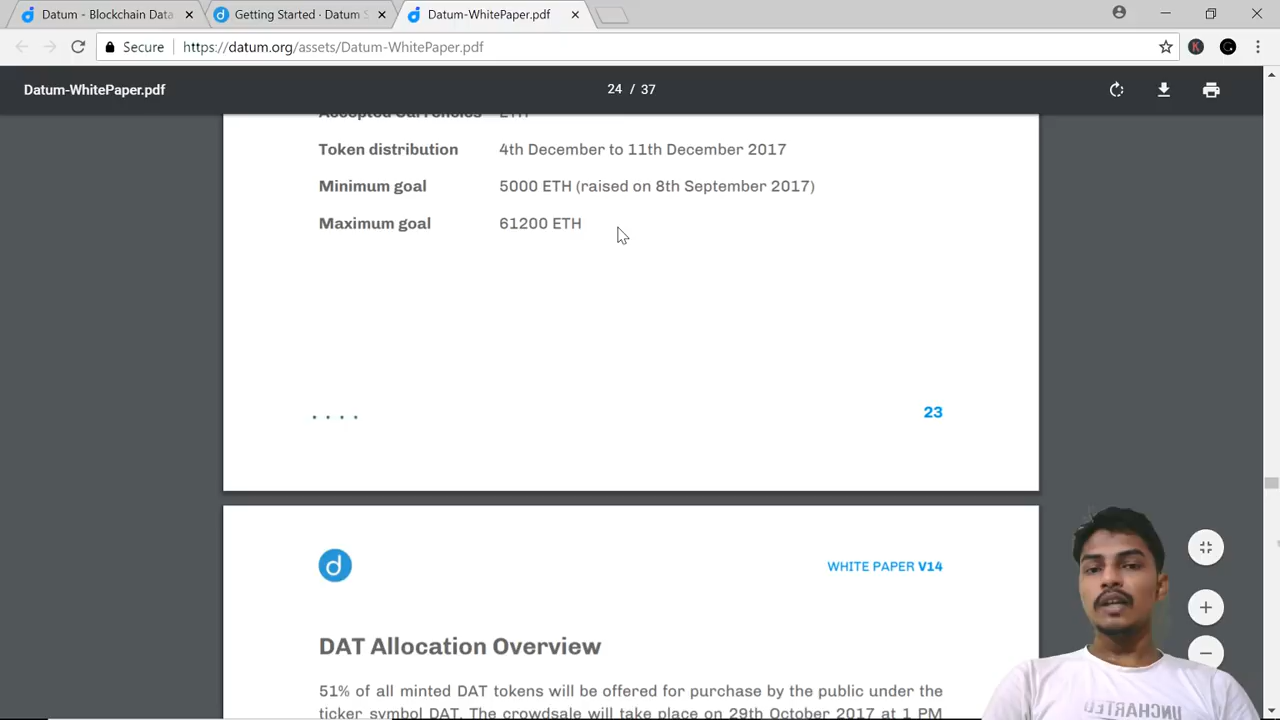 Datum - Blockchain Data
Getting Started · Datum S
Datum-WhitePaper.pdf
Secure
https://datum.org/assets/Datum-WhitePaper.pdf
K
Datum-WhitePaper.pdf
24 / 37
Accepted Currencies ETH
Token distribution 4th December to 11th December 2017
Minimum goal 5000 ETH (raised on 8th September 2017)
Maximum goal 61200 ETH
23
d
WHITE PAPER V14
DAT Allocation Overview
51% of all minted DAT tokens will be offered for purchase by the public under the
ticker symbol DAT. The crowdsale will take place on 29th October 2017 at 1 PM
UNCHARTED